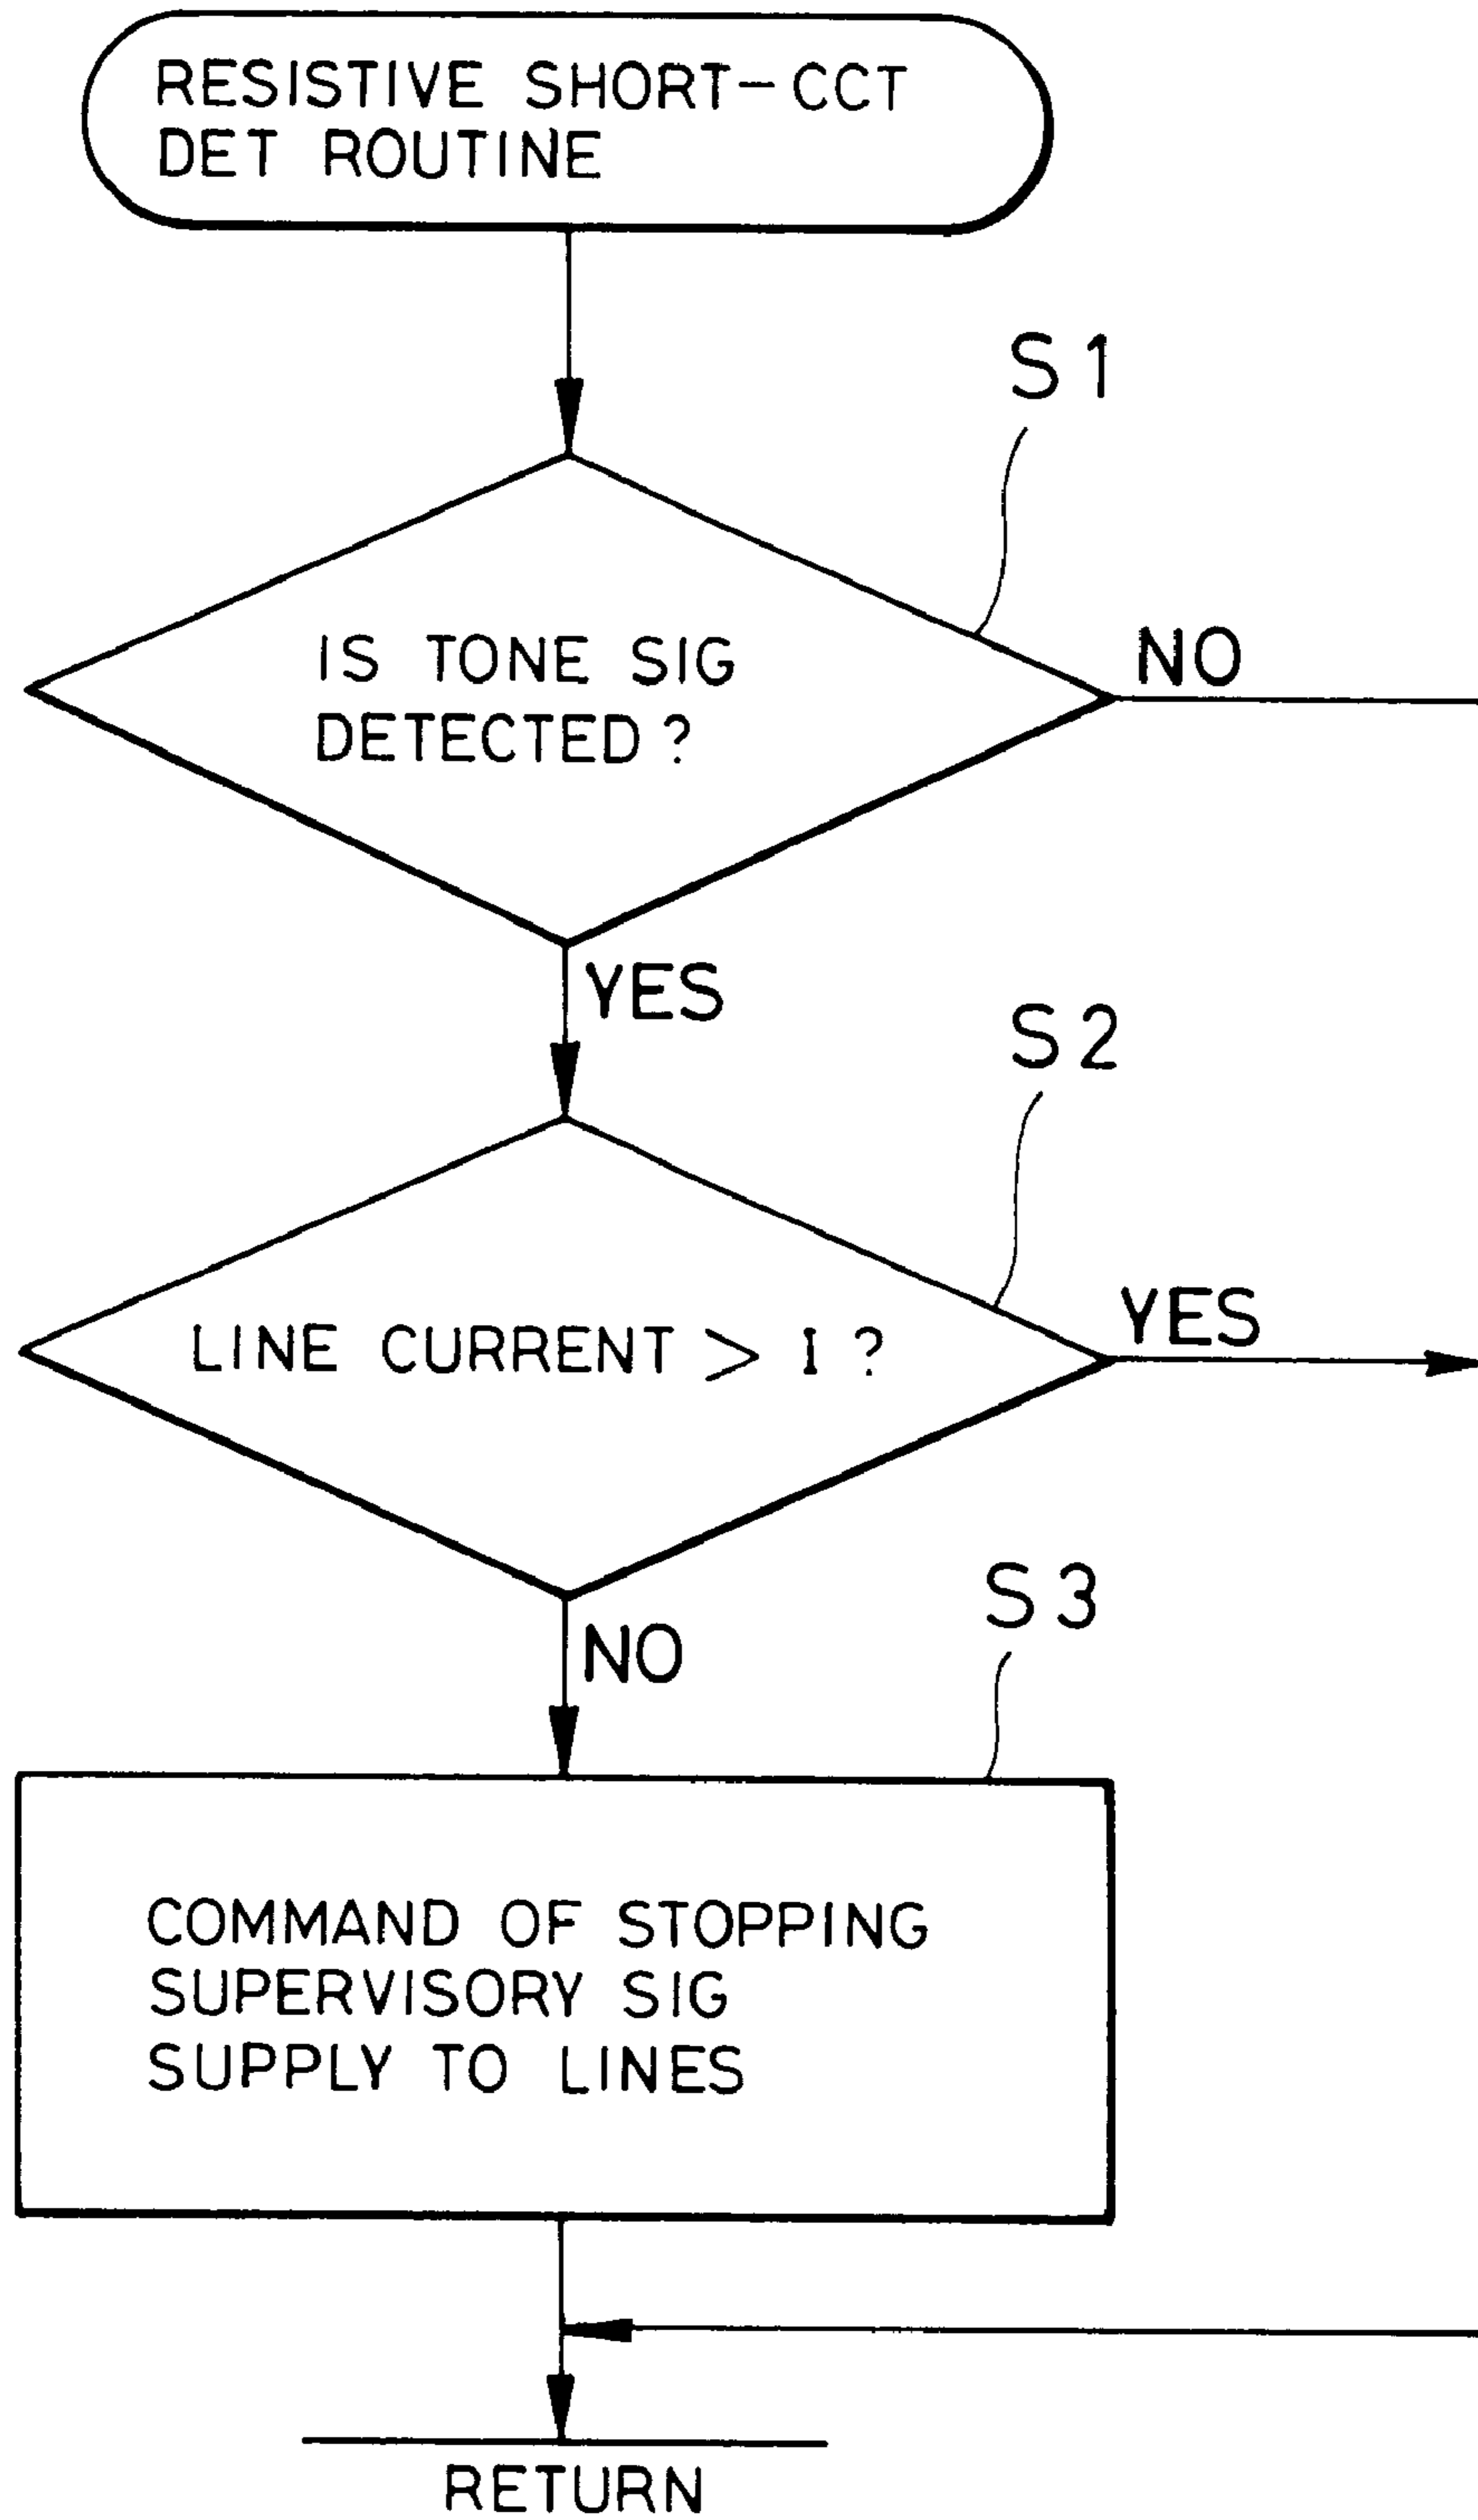 RESISTIVE SHORT-CCT
DET ROUTINE
S1
IS TONE SIG
DETECTED?
NO
YES
S2
LINE CURRENT > I ?
YES
NO
S3
COMMAND OF STOPPING
SUPERVISORY SIG
SUPPLY TO LINES
RETURN